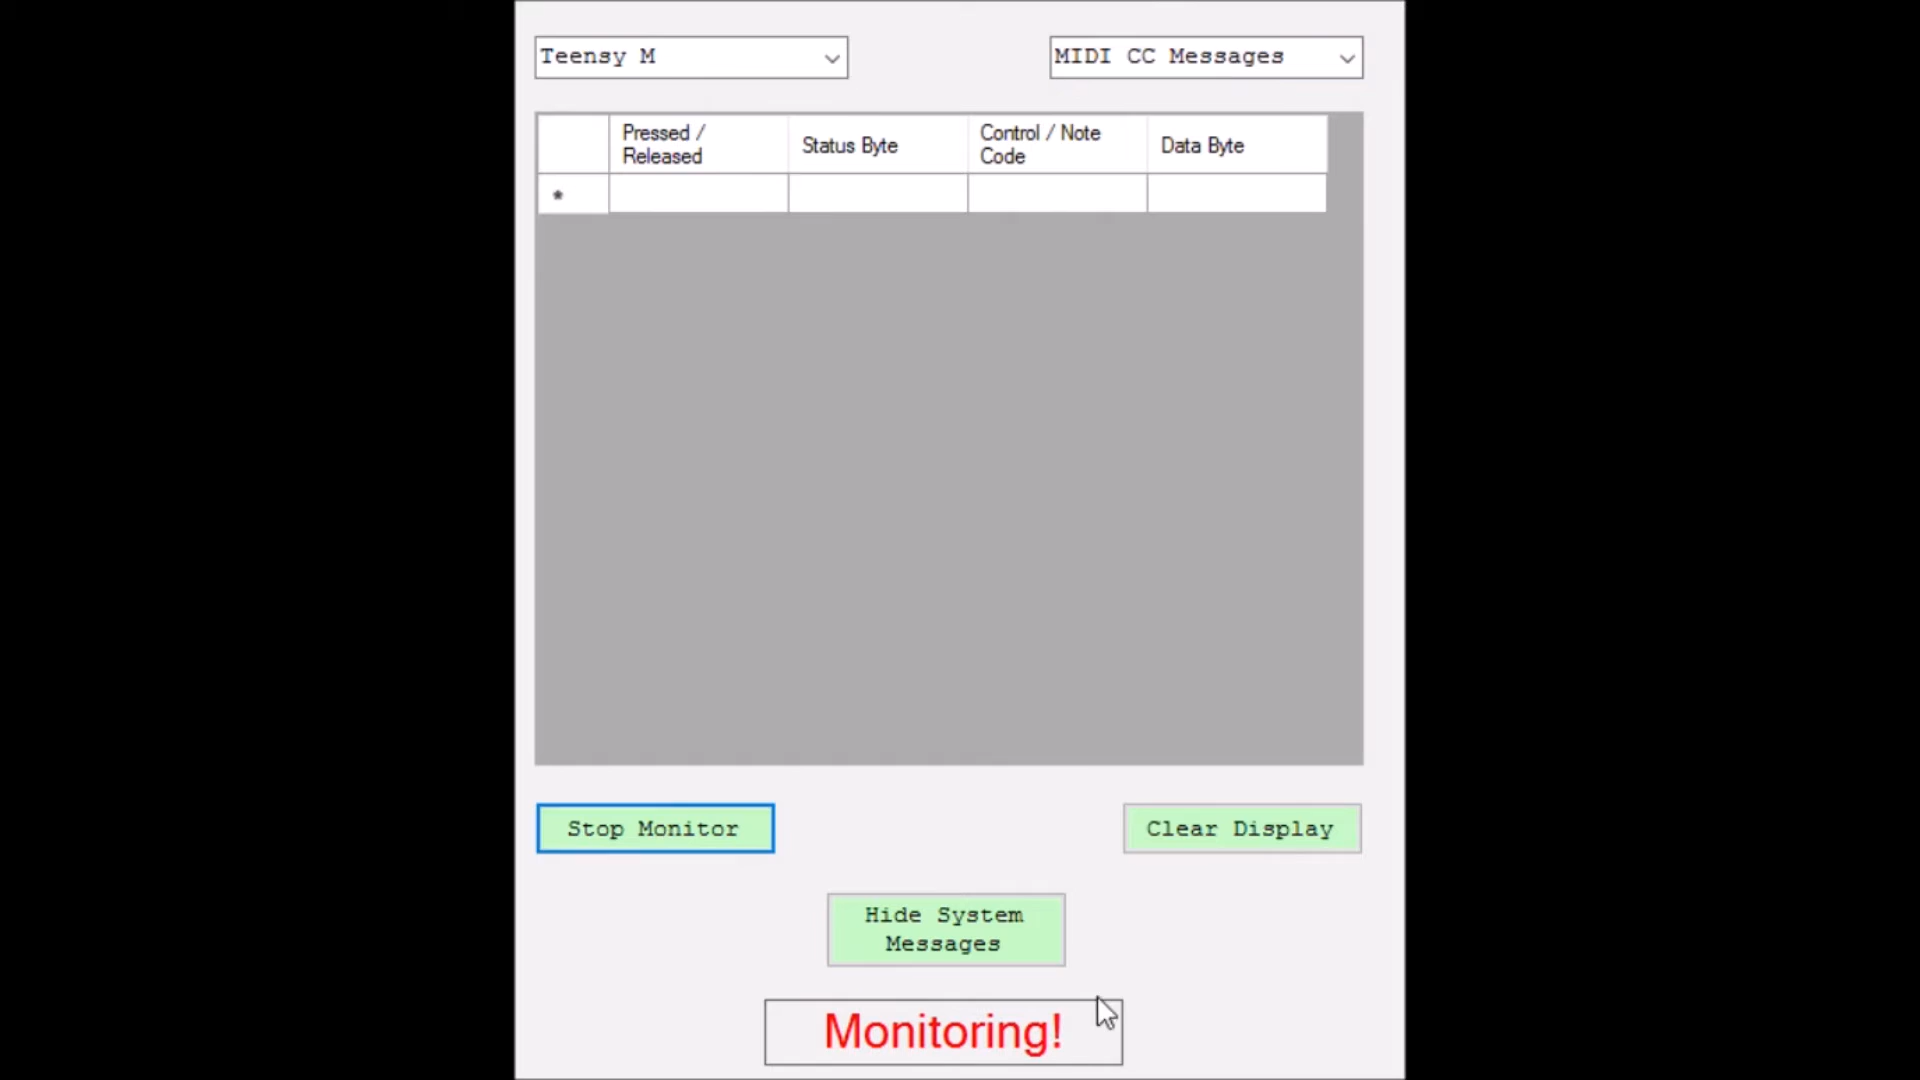 Teensy M
MIDI CC Messages
Pressed /
Released
Status Byte
Control / Note
Code
Data Byte
*
Stop Monitor
Clear Display
Hide System
Messages
Monitoring!